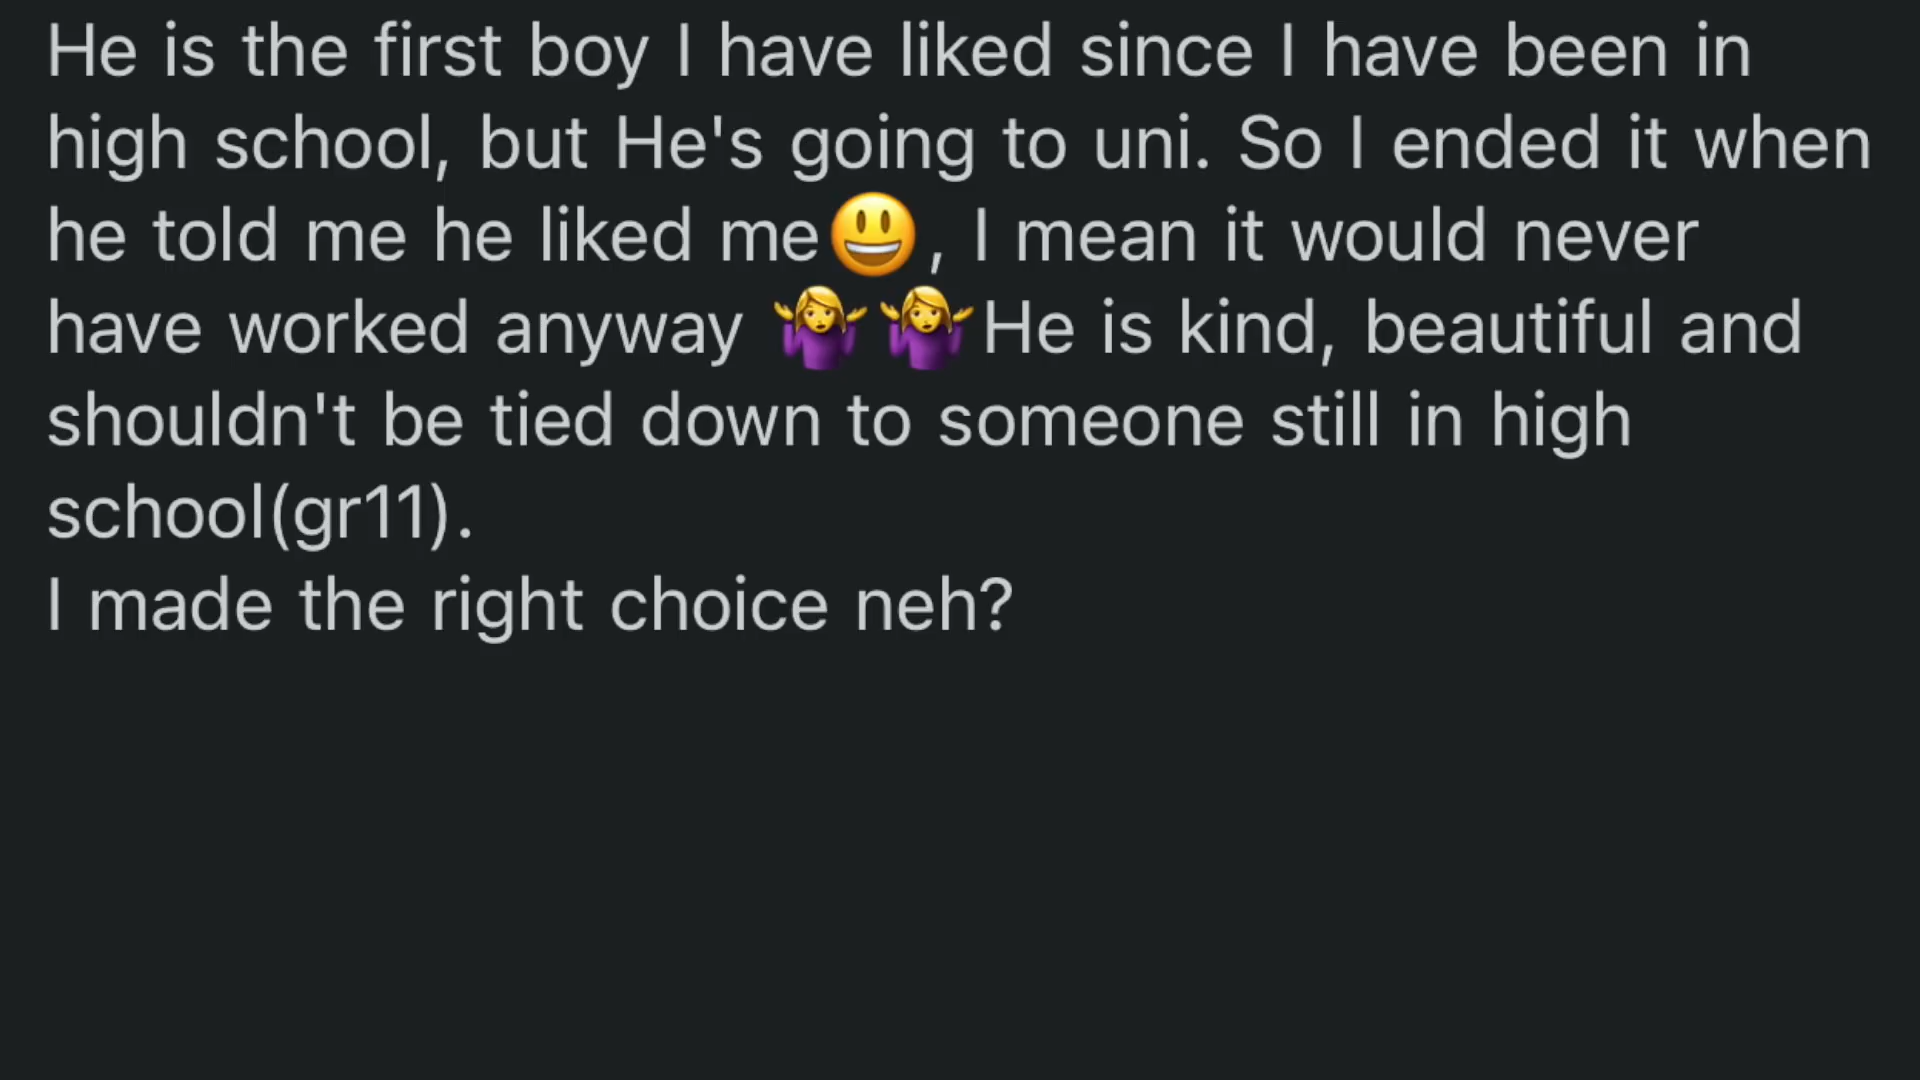 He is the first boy I have liked since I have been in
high school, but He's going to uni. So I ended it when
he told me he liked me😃, I mean it would never
have worked anyway 🤷‍♀️🤷‍♀️He is kind, beautiful and
shouldn't be tied down to someone still in high
school(gr11).
I made the right choice neh?